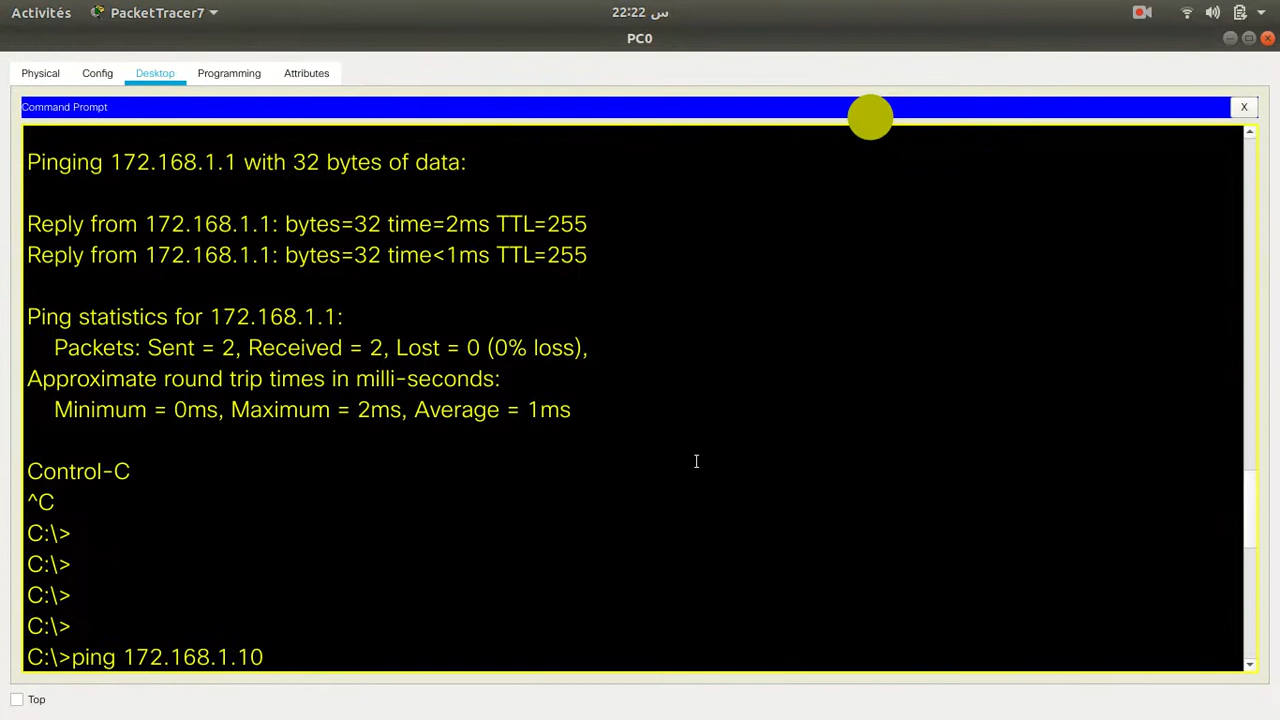 Activités PacketTracer7 22:22 س
PC0
Physical Config Desktop Programming Attributes
Command Prompt X
Pinging 172.168.1.1 with 32 bytes of data:
Reply from 172.168.1.1: bytes=32 time=2ms TTL=255
Reply from 172.168.1.1: bytes=32 time<1ms TTL=255
Ping statistics for 172.168.1.1:
Packets: Sent = 2, Received = 2, Lost = 0 (0% loss),
Approximate round trip times in milli-seconds:
Minimum = 0ms, Maximum = 2ms, Average = 1ms
Control-C
^C
C:\>
C:\>
C:\>
C:\>
C:\>ping 172.168.1.10
Top